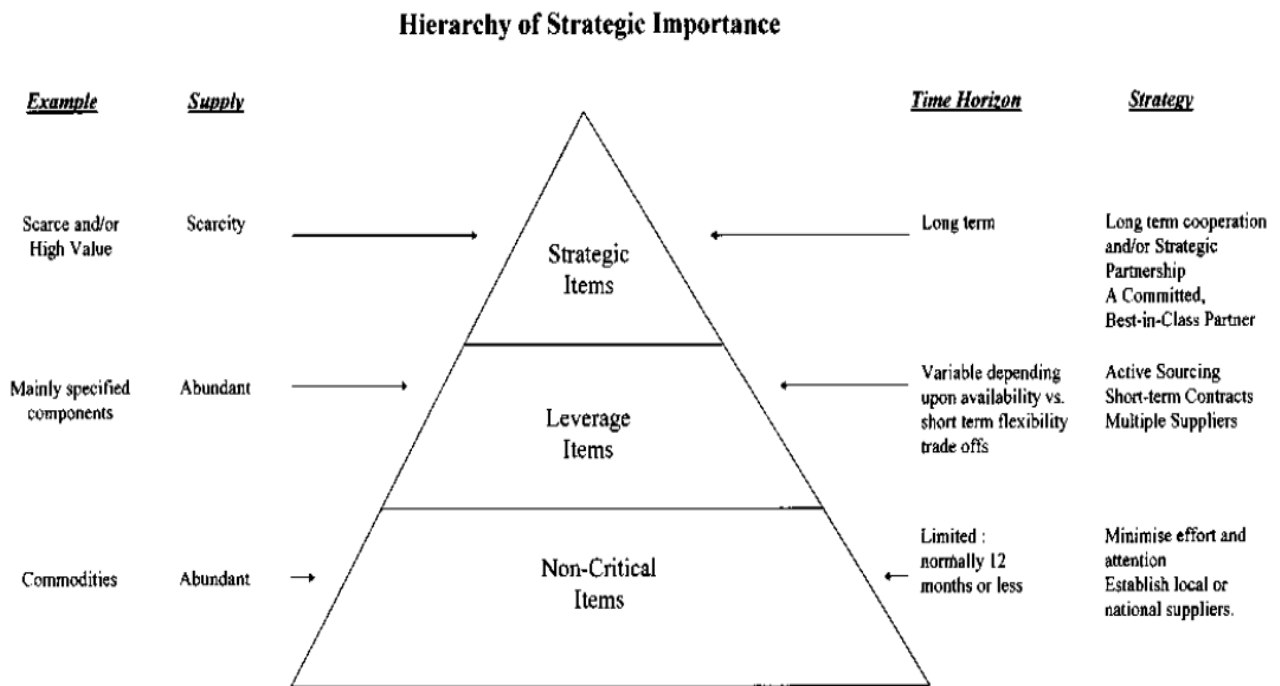 Hierarchy of Strategic Importance
Example
Supply
Time Horizon
Strategy
Scarce and/or
High Value
Scarcity
Strategic
Items
Long term
Long term cooperation
and/or Strategic
Partnership
A Committed,
Best-in-Class Partner
Mainly specified
components
Abundant
Leverage
Items
Variable depending
upon availability vs.
short term flexibility
trade offs
Active Sourcing
Short-term Contracts
Multiple Suppliers
Commodities
Abundant
Non-Critical
Items
Limited :
normally 12
months or less
Minimise effort and
attention
Establish local or
national suppliers.